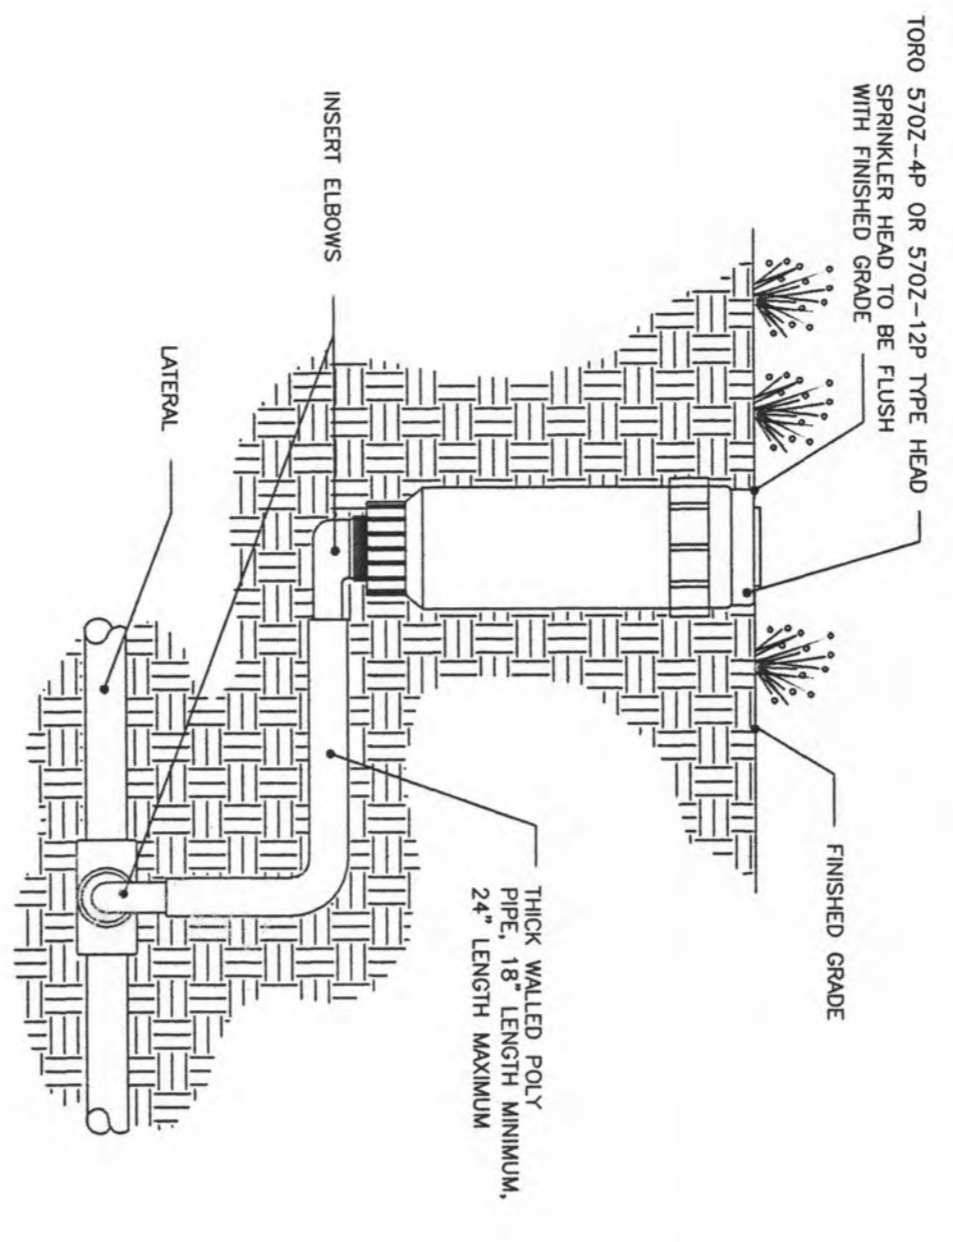 TORO 570Z-4P OR 570Z-12P TYPE HEAD
SPRINKLER HEAD TO BE FLUSH
WITH FINISHED GRADE
FINISHED GRADE
INSERT ELBOWS
THICK WALLED POLY
PIPE, 18" LENGTH MINIMUM,
24" LENGTH MAXIMUM
LATERAL